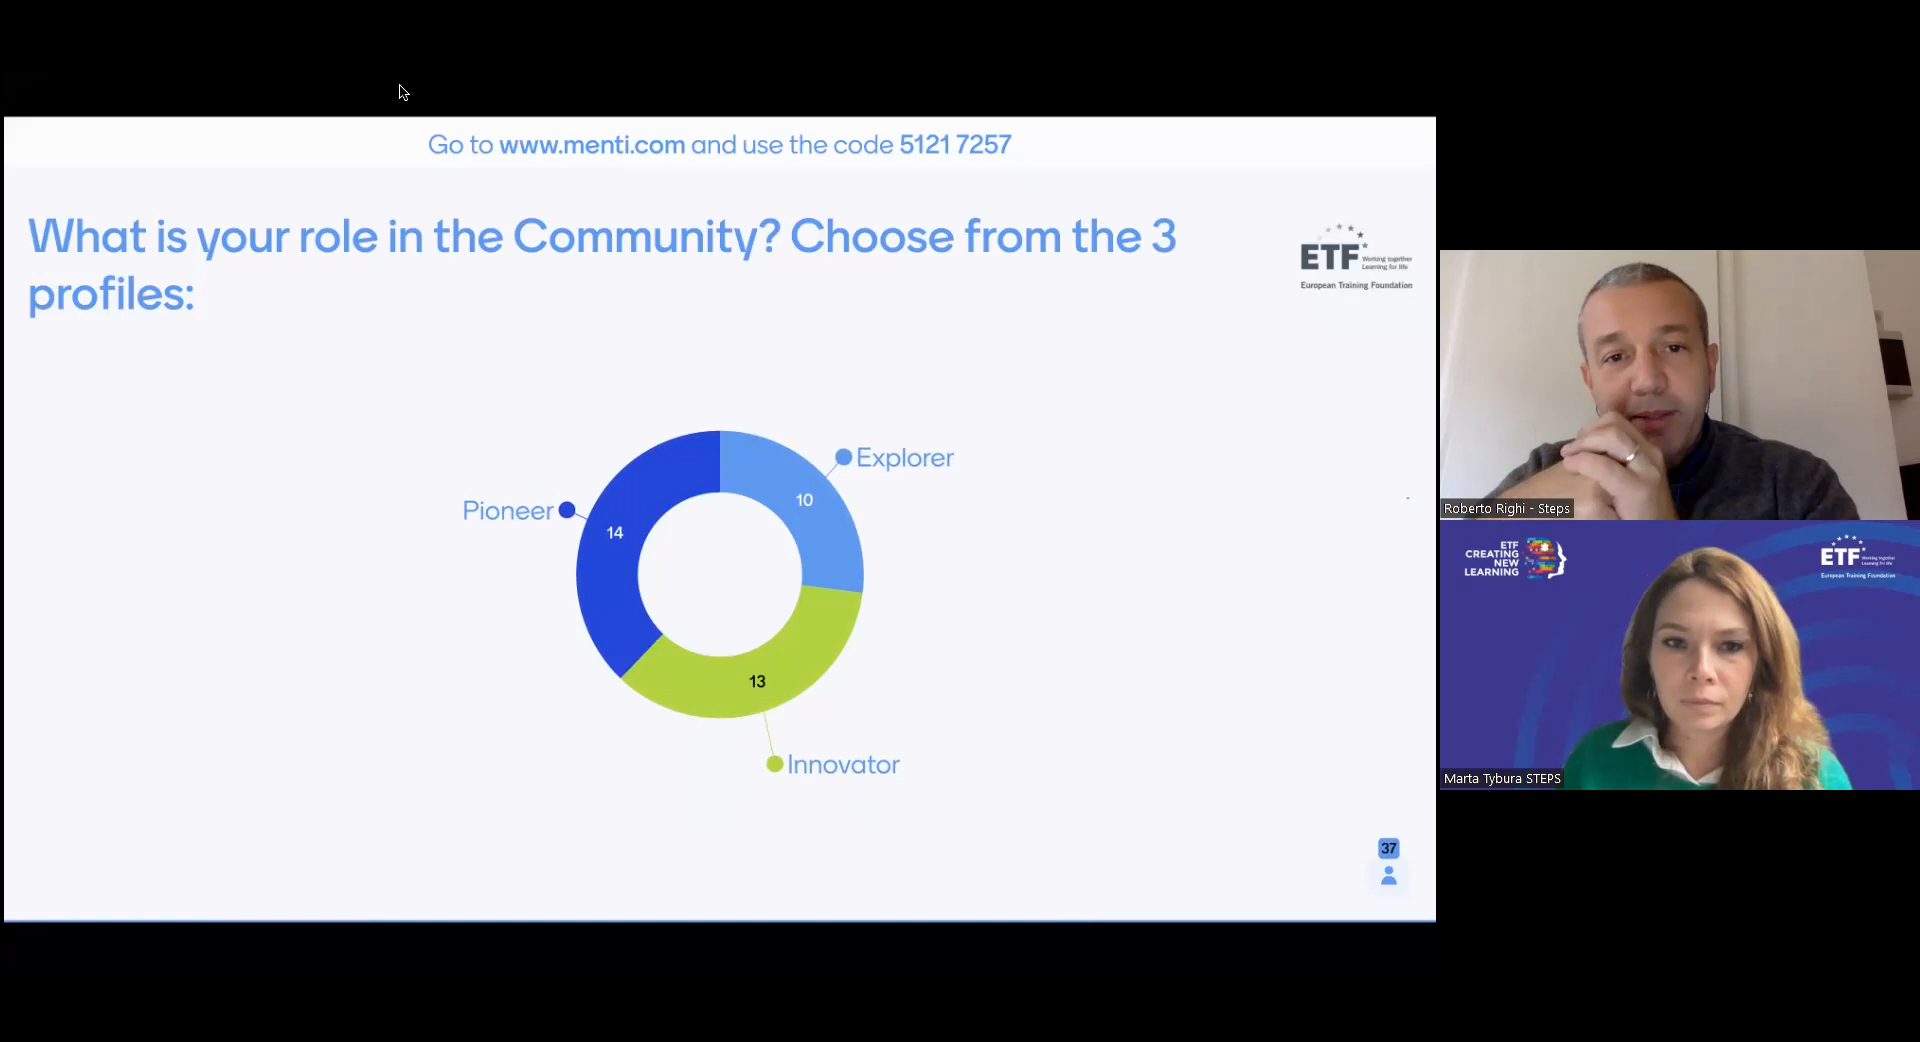 Go to www.menti.com and use the code 5121 7257
What is your role in the Community? Choose from the 3
profiles:
ETF
Working together
Learning for life
European Training Foundation
Explorer
Pioneer
10
14
13
Innovator
37
Roberto Righi - Steps
ETF
CREATING
NEW
LEARNING
ETF
Working together
Learning for life
European Training Foundation
Marta Tybura STEPS